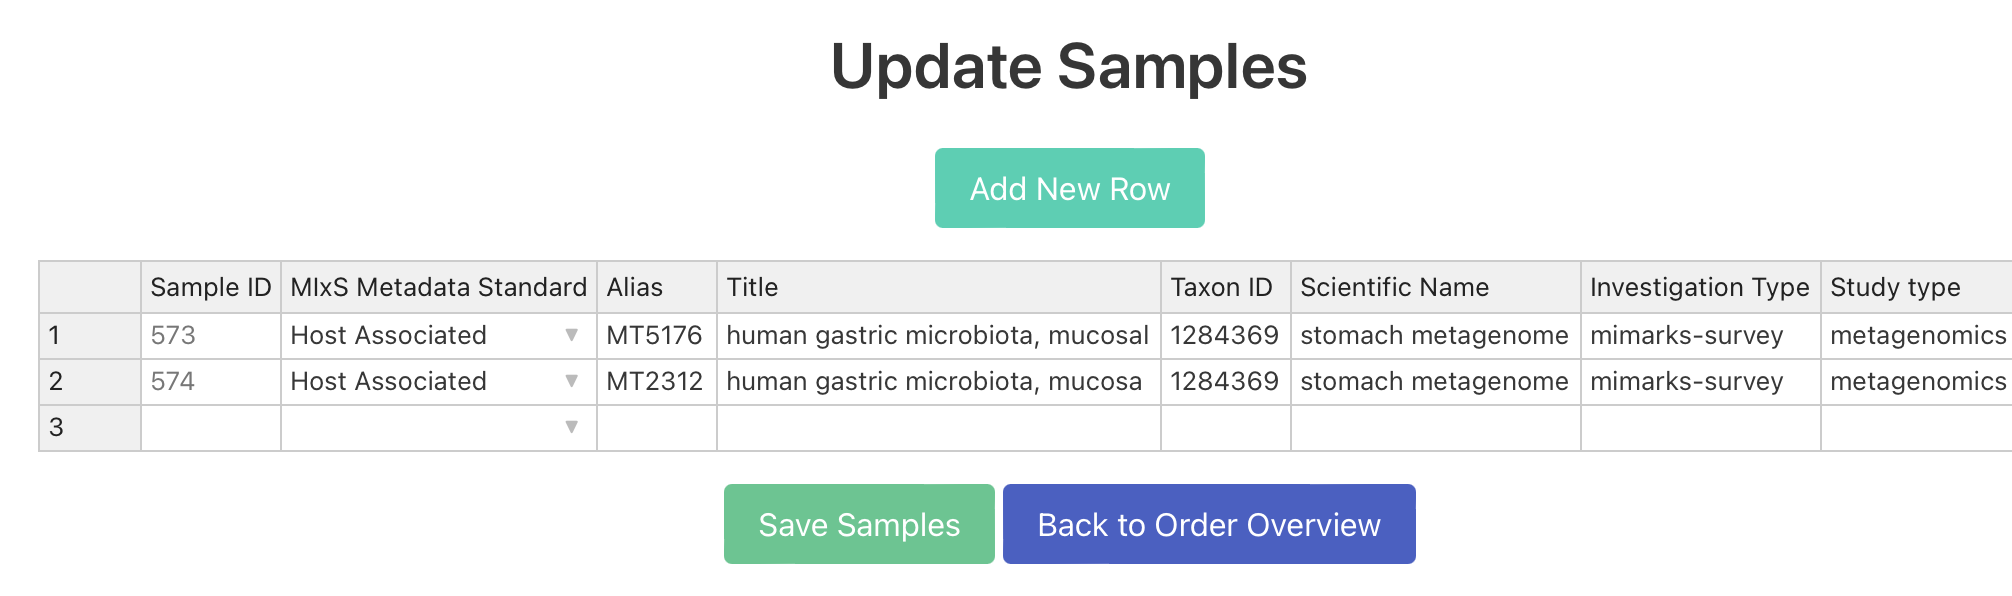 Update Samples
Add New Row
Sample ID MIxS Metadata Standard Alias Title Taxon ID Scientific Name Investigation Type Study type
1 573 Host Associated ▼ MT5176 human gastric microbiota, mucosal 1284369 stomach metagenome mimarks-survey metagenomics
2 574 Host Associated ▼ MT2312 human gastric microbiota, mucosa 1284369 stomach metagenome mimarks-survey metagenomics
3 ▼
Save Samples Back to Order Overview